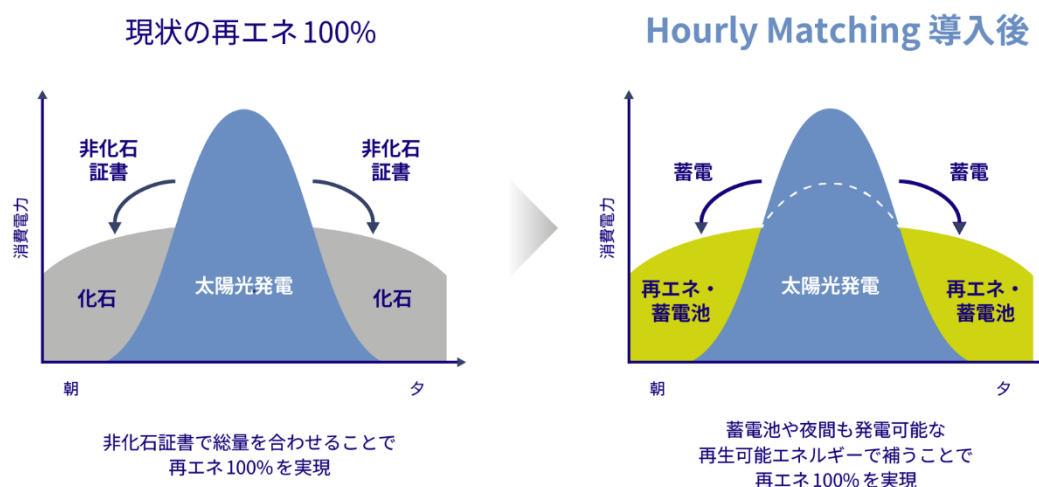 現状の再エネ100%
Hourly Matching 導入後
消費電力
非化石
証書
非化石
証書
化石
太陽光発電
化石
朝
夕
非化石証書で総量を合わせることで
再エネ100%を実現
消費電力
蓄電
蓄電
再エネ・
蓄電池
太陽光発電
再エネ・
蓄電池
朝
夕
蓄電池や夜間も発電可能な
再生可能エネルギーで補うことで
再エネ100%を実現